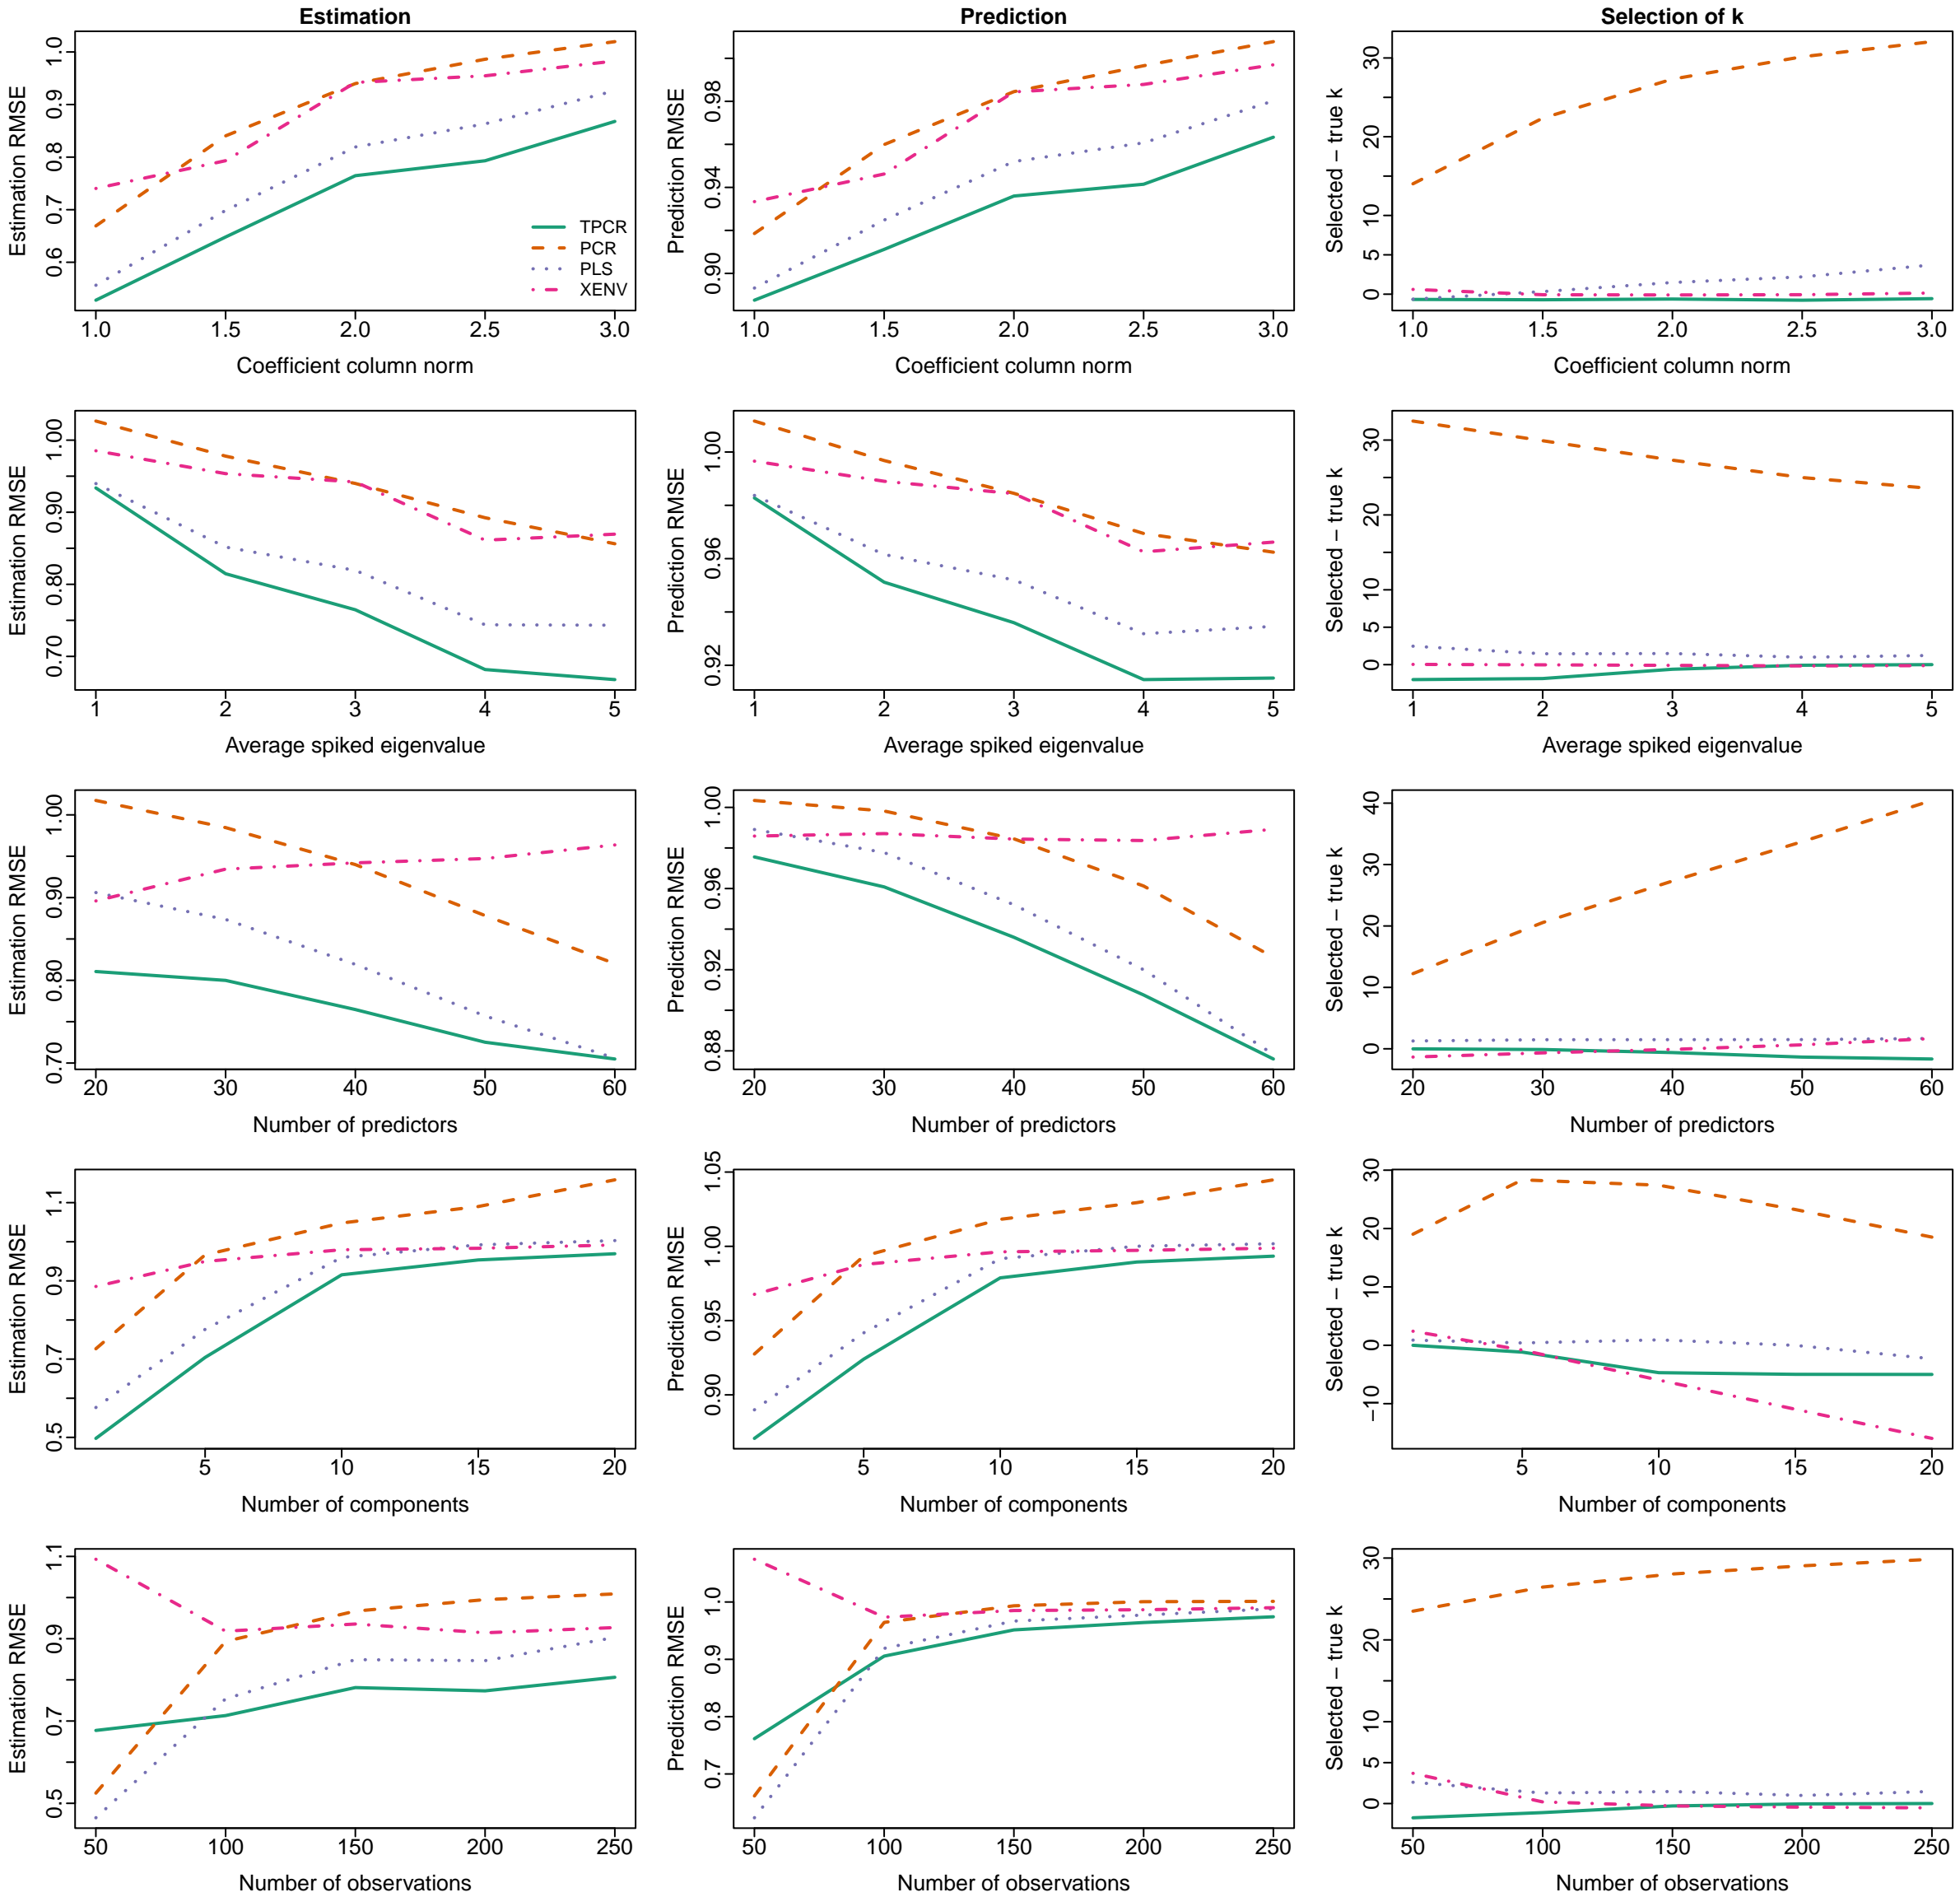 Estimation
Prediction
Selection of k
Estimation RMSE
0.6 0.7 0.8 0.9 1.0
TPCR
PCR
PLS
XENV
1.0 1.5 2.0 2.5 3.0
Coefficient column norm
Prediction RMSE
0.90 0.94 0.98
1.0 1.5 2.0 2.5 3.0
Coefficient column norm
Selected − true k
0 5 10 20 30
1.0 1.5 2.0 2.5 3.0
Coefficient column norm
Estimation RMSE
0.70 0.80 0.90 1.00
1 2 3 4 5
Average spiked eigenvalue
Prediction RMSE
0.92 0.96 1.00
1 2 3 4 5
Average spiked eigenvalue
Selected − true k
0 5 10 20 30
1 2 3 4 5
Average spiked eigenvalue
Estimation RMSE
0.70 0.80 0.90 1.00
20 30 40 50 60
Number of predictors
Prediction RMSE
0.88 0.92 0.96 1.00
20 30 40 50 60
Number of predictors
Selected − true k
0 10 20 30 40
20 30 40 50 60
Number of predictors
Estimation RMSE
0.5 0.7 0.9 1.1
5 10 15 20
Number of components
Prediction RMSE
0.90 0.95 1.00 1.05
5 10 15 20
Number of components
Selected − true k
−10 0 10 20 30
5 10 15 20
Number of components
Estimation RMSE
0.5 0.7 0.9 1.1
50 100 150 200 250
Number of observations
Prediction RMSE
0.7 0.8 0.9 1.0
50 100 150 200 250
Number of observations
Selected − true k
0 5 10 20 30
50 100 150 200 250
Number of observations